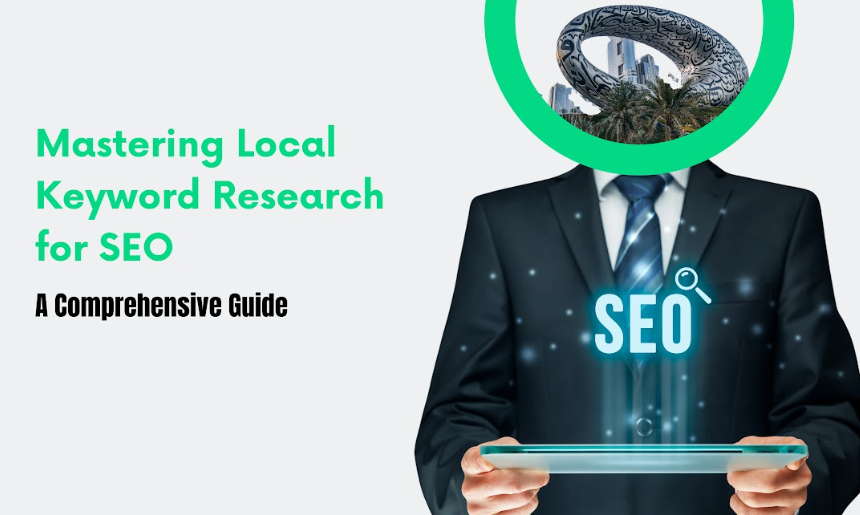 Mastering Local
Keyword Research
for SEO
A Comprehensive Guide
SEO